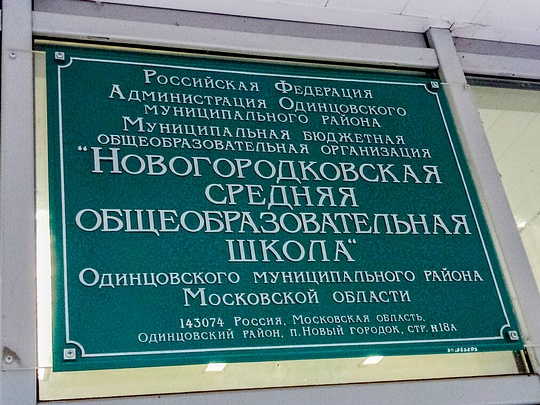 Российская Федерация
Администрация Одинцовского
муниципального района
Муниципальная бюджетная
общеобразовательная организация
"Новогородковская
средняя
общеобразовательная
школа"
Одинцовского муниципального района
Московской области
143074 Россия, Московская область,
Одинцовский район, п.Новый городок, стр.н18А